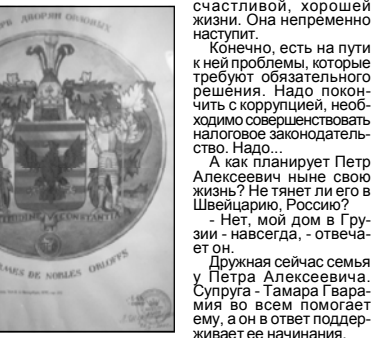 ДВОРЯН ОРЛОВЫХ
CONSTANTIA
ET
ARMES DE NOBLES ORLOFFS
счастливой, хорошей
жизни. Она непременно
наступит.
Конечно, есть на пути
к ней проблемы, которые
требуют обязательного
решения. Надо покон-
чить с коррупцией, необ-
ходимо совершенствовать
налоговое законодатель-
ство. Надо...
А как планирует Петр
Алексеевич ныне свою
жизнь? Не тянет ли его в
Швейцарию, Россию?
- Нет, мой дом в Гру-
зии - навсегда, - отвеча-
ет он.
Дружная сейчас семья
у Петра Алексеевича.
Супруга - Тамара Гвара-
мия во всем помогает
ему, а он в ответ поддер-
живает ее начинания.